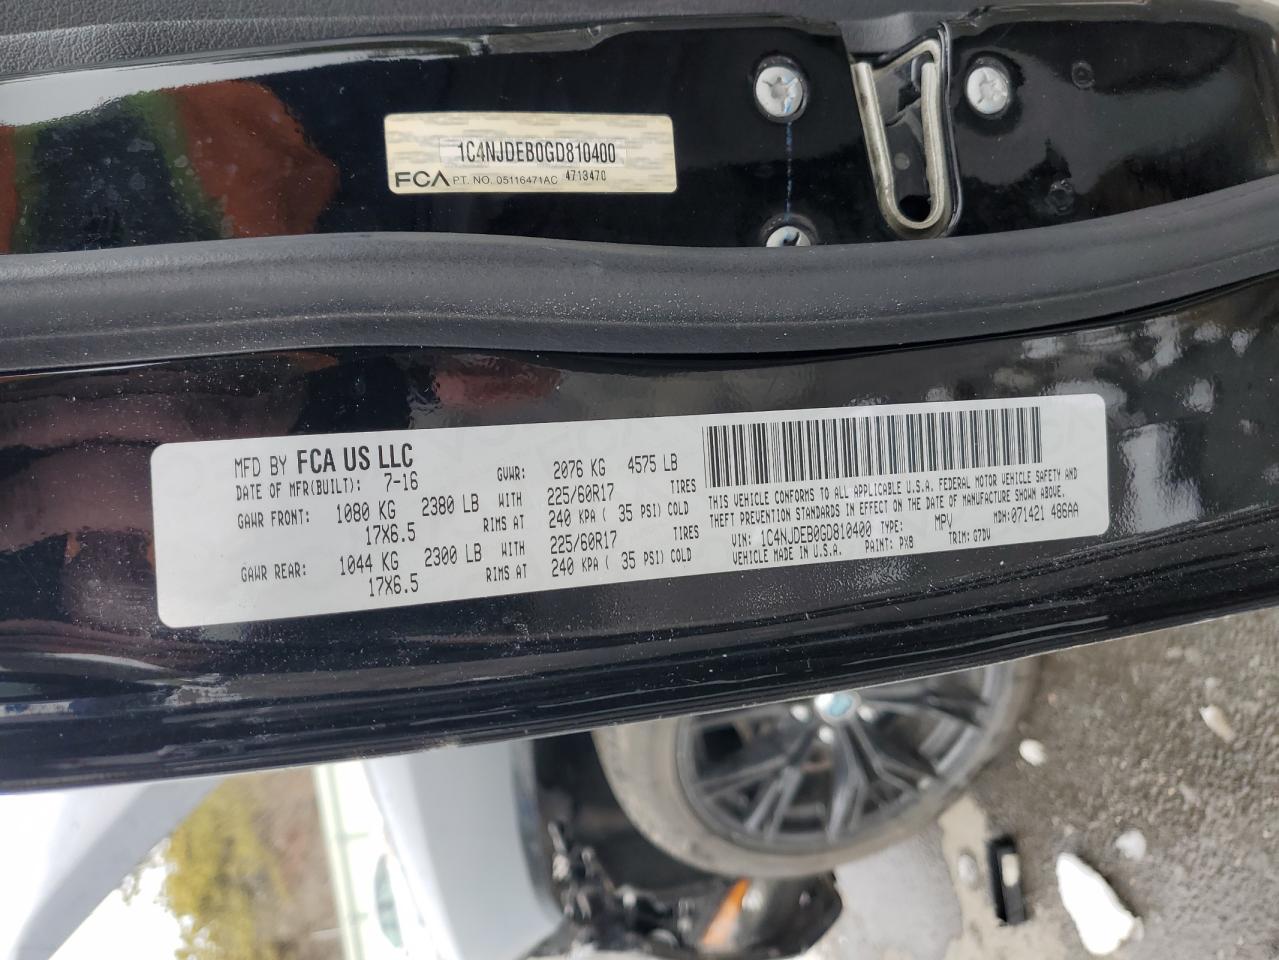 1C4NJDEB0GD810400
FCA PT. NO. 05116471AC 4713470
MFD BY FCA US LLC
DATE OF MFR(BUILT): 7-16 GVWR: 2076 KG 4575 LB
GAWR FRONT: 1080 KG 2380 LB WITH 225/60R17 TIRES
17X6.5 RIMS AT 240 KPA ( 35 PSI) COLD
GAWR REAR: 1044 KG 2300 LB WITH 225/60R17 TIRES
17X6.5 RIMS AT 240 KPA ( 35 PSI) COLD
THIS VEHICLE CONFORMS TO ALL APPLICABLE U.S.A. FEDERAL MOTOR VEHICLE SAFETY AND
THEFT PREVENTION STANDARDS IN EFFECT ON THE DATE OF MANUFACTURE SHOWN ABOVE.
VIN: 1C4NJDEB0GD810400 TYPE: MPV MDH:071421 486AA
VEHICLE MADE IN U.S.A. PAINT: PX8 TRIM: G7DV